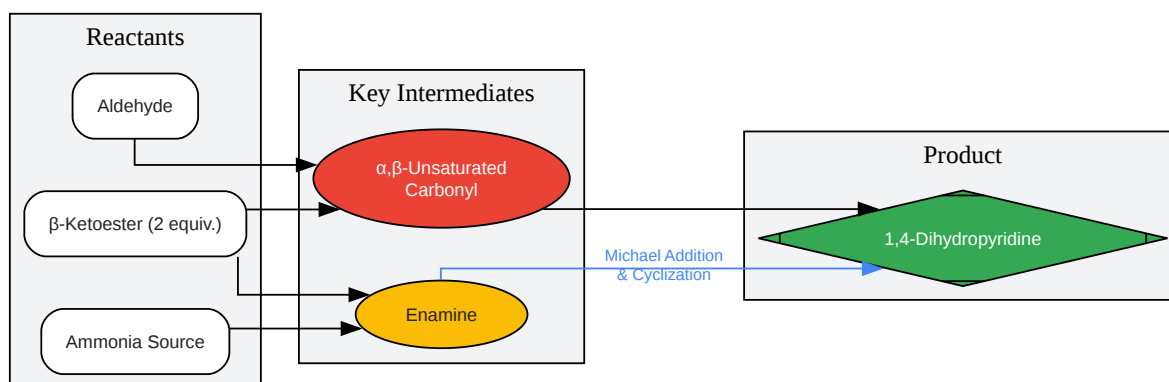 Reactants
Aldehyde
β-Ketoester (2 equiv.)
Ammonia Source
Key Intermediates
α,β-Unsaturated
Carbonyl
Enamine
Michael Addition
& Cyclization
Product
1,4-Dihydropyridine